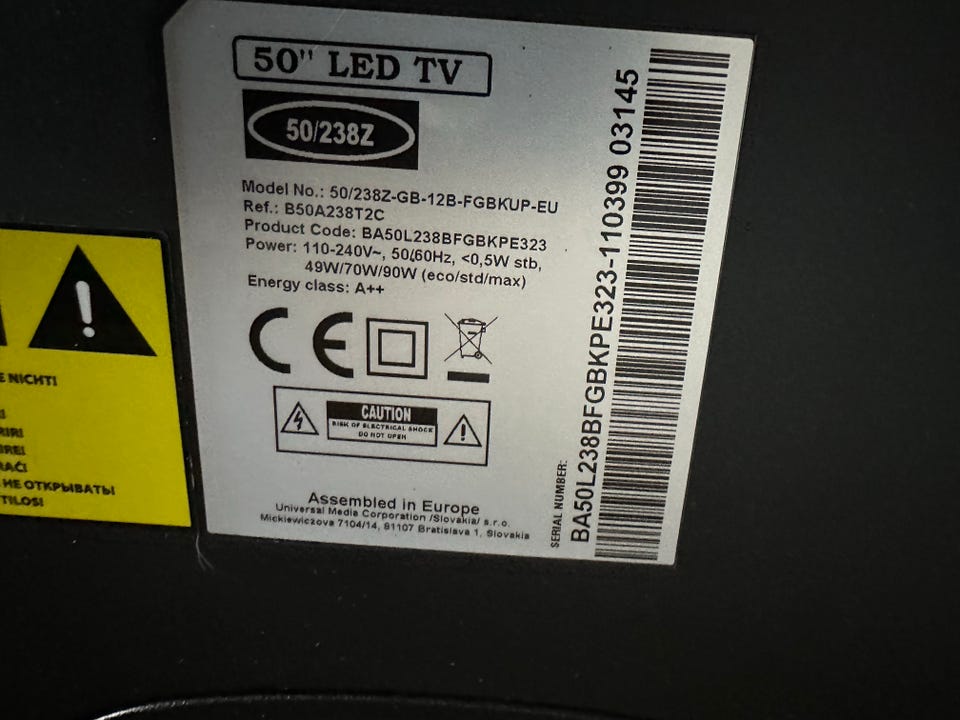 50" LED TV
50/238Z
Model No.: 50/238Z-GB-12B-FGBKUP-EU
Ref.: B50A238T2C
Product Code: BA50L238BFGBKPE323
Power: 110-240V~, 50/60Hz, <0,5W stb,
49W/70W/90W (eco/std/max)
Energy class: A++
CE
CAUTION
RISK OF ELECTRICAL SHOCK
DO NOT OPEN
Assembled in Europe
Universal Media Corporation /Slovakia/ s.r.o.
Mickiewiczova 7104/14, 81107 Bratislava 1, Slovakia
SERIAL NUMBER:
BA50L238BFGBKPE323-110399 03145
NICHT!
НЕ ОТКРЫВАТЬ!